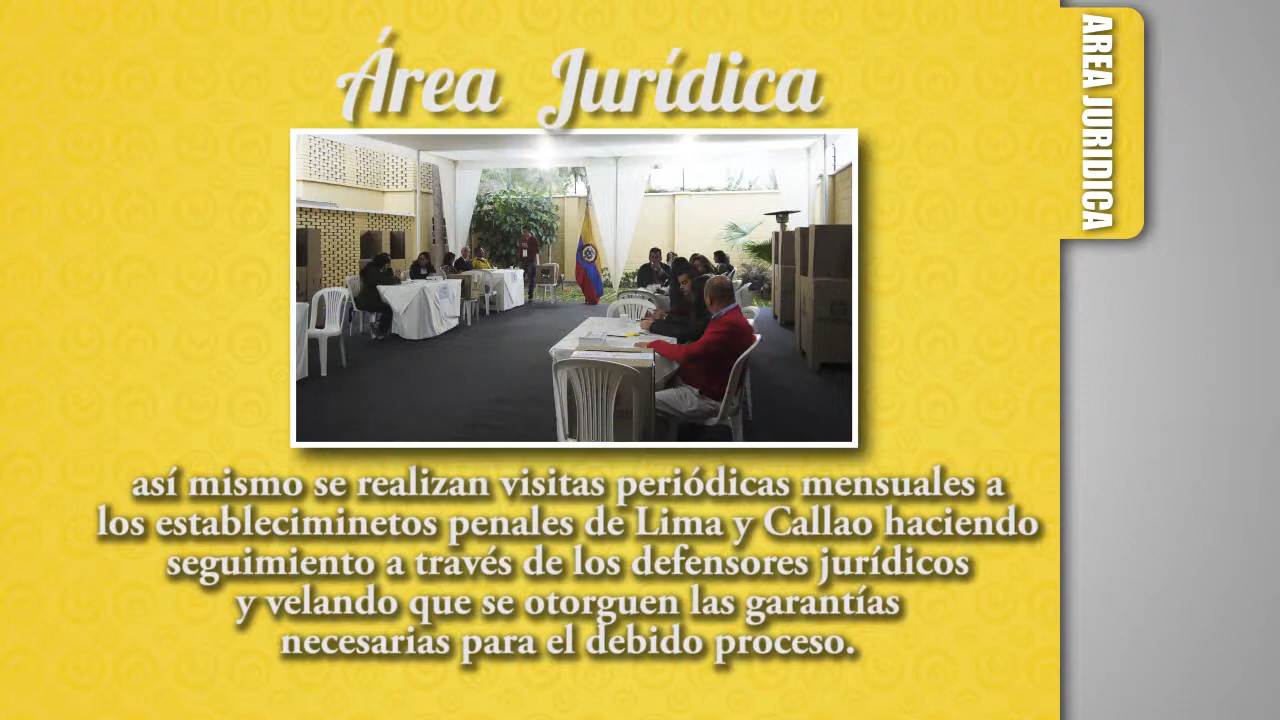 Área Jurídica
así mismo se realizan visitas periódicas mensuales a
los estableciminetos penales de Lima y Callao haciendo
seguimiento a través de los defensores jurídicos
y velando que se otorguen las garantías
necesarias para el debido proceso.
AREA JURIDICA